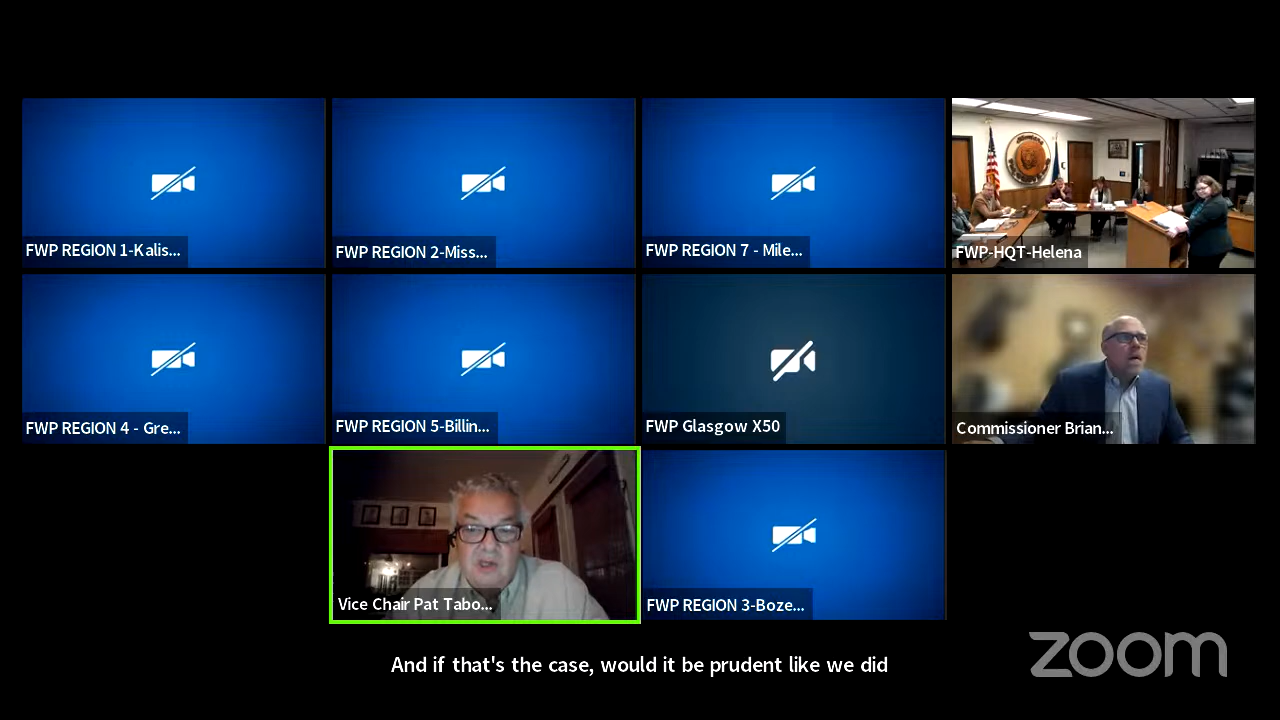 FWP REGION 1-Kalis...
FWP REGION 2-Miss...
FWP REGION 7 - Mile...
FWP-HQT-Helena
FWP REGION 4 - Gre...
FWP REGION 5-Billin...
FWP Glasgow X50
Commissioner Brian...
Vice Chair Pat Tabo...
FWP REGION 3-Boze...
And if that's the case, would it be prudent like we did
zoom